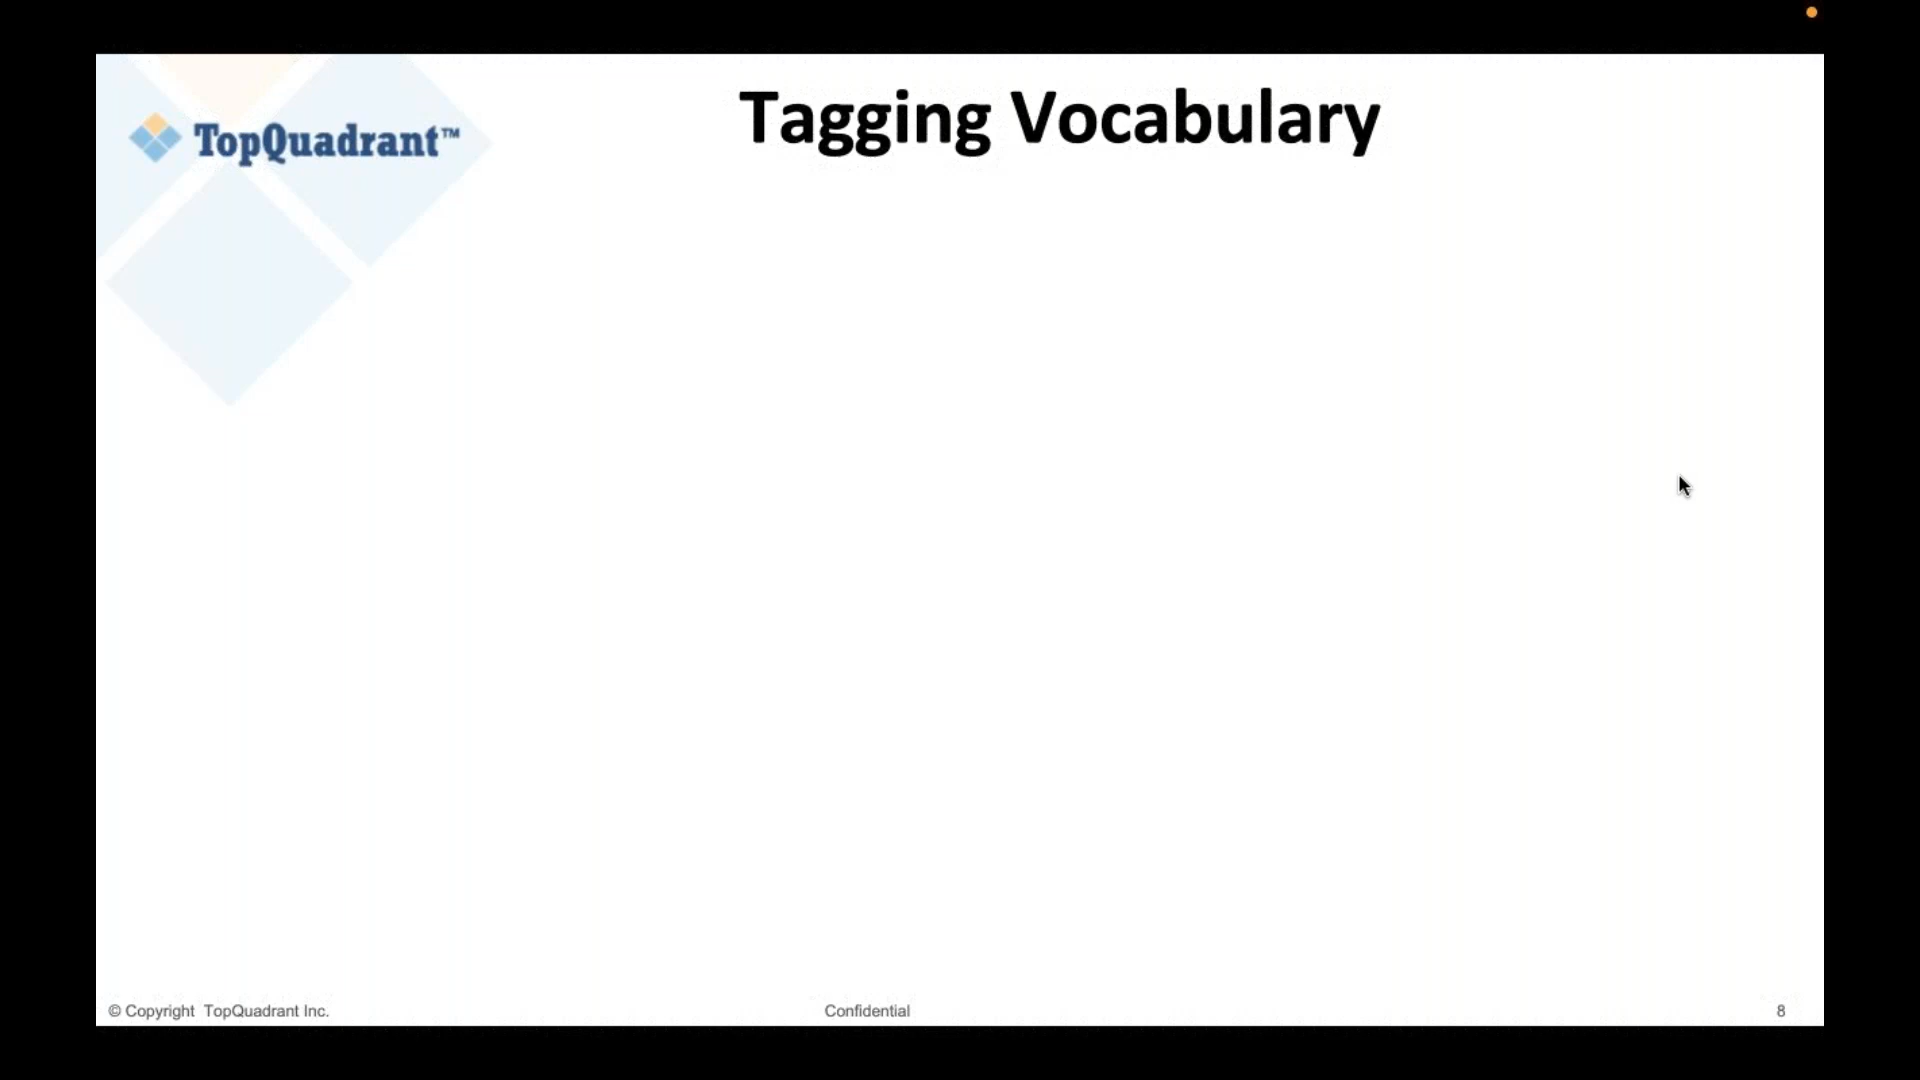 TopQuadrant™
Tagging Vocabulary
© Copyright TopQuadrant Inc.
Confidential
8